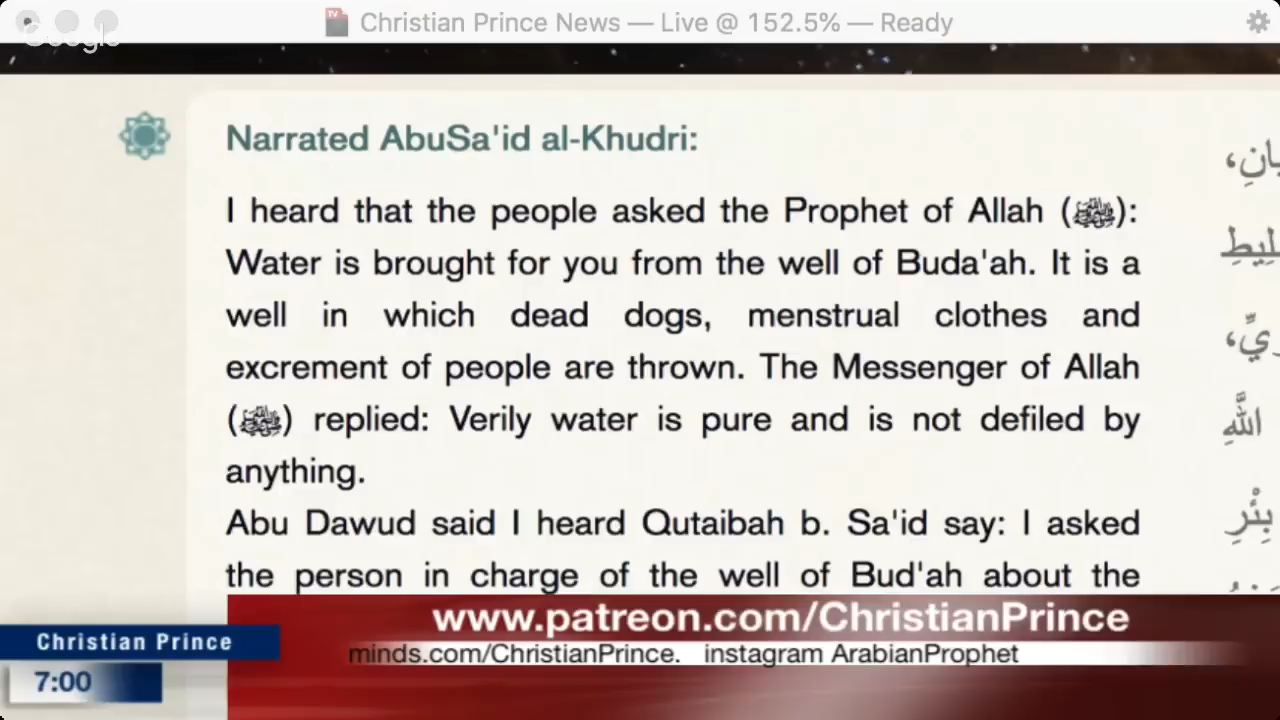 Christian Prince News — Live @ 152.5% — Ready
Google
Narrated AbuSa'id al-Khudri:
I heard that the people asked the Prophet of Allah (ﷺ):
Water is brought for you from the well of Buda'ah. It is a
well in which dead dogs, menstrual clothes and
excrement of people are thrown. The Messenger of Allah
(ﷺ) replied: Verily water is pure and is not defiled by
anything.
Abu Dawud said I heard Qutaibah b. Sa'id say: I asked
the person in charge of the well of Bud'ah about the
اللَّهِ
بِئْرِ
www.patreon.com/ChristianPrince
Christian Prince
minds.com/ChristianPrince. instagram ArabianProphet
7:00